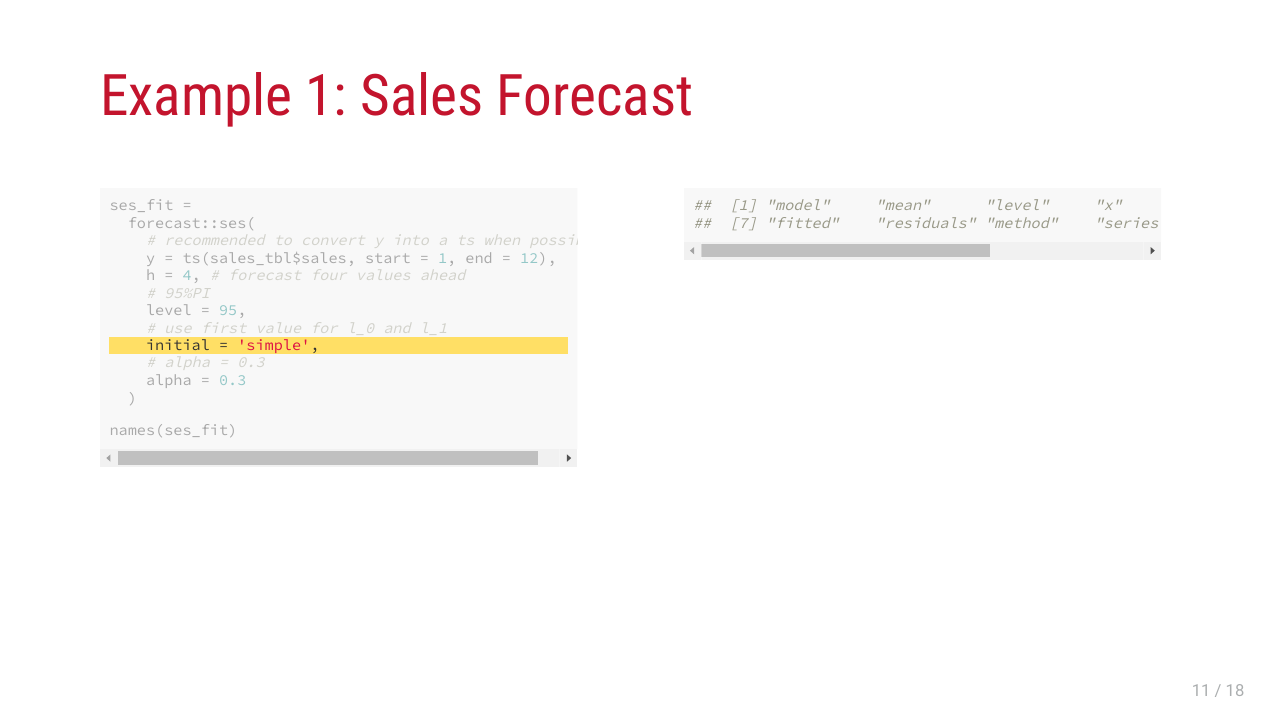 Example 1: Sales Forecast
ses_fit =
  forecast::ses(
    # recommended to convert y into a ts when
    y = ts(sales_tbl$sales, start = 1, end = 12),
    h = 4, # forecast four values ahead
    # 95%PI
    level = 95,
    # use first value for l_0 and l_1
    initial = 'simple',
    # alpha = 0.3
    alpha = 0.3
  )
names(ses_fit)
##  [1] "model"     "mean"      "level"     "x"
##  [7] "fitted"    "residuals" "method"    "series
11 / 18